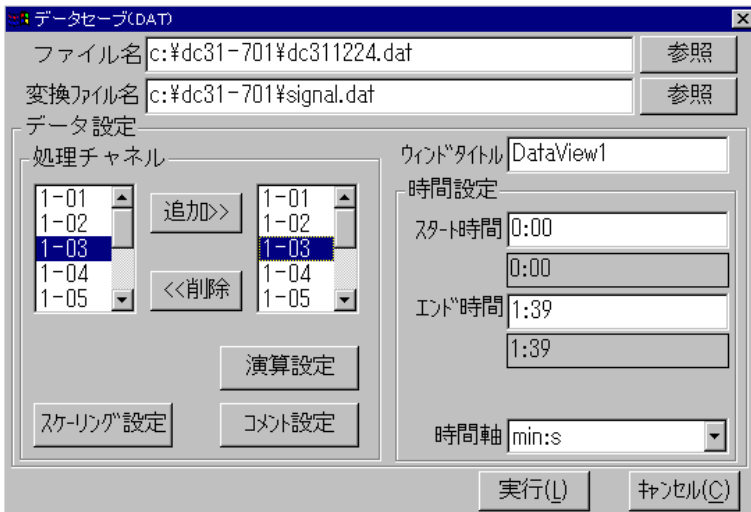 データセーブ(DAT)
ファイル名 c:¥dc31-701¥dc311224.dat 参照
変換ﾌｧｲﾙ名 c:¥dc31-701¥signal.dat 参照
データ設定
処理チャネル
1-01
1-02
1-03
1-04
1-05
追加>>
<<削除
1-01
1-02
1-03
1-04
1-05
演算設定
ｽｹｰﾘﾝｸﾞ設定 ｺﾒﾝﾄ設定
ｳｨﾝﾄﾞﾀｲﾄﾙ DataView1
時間設定
ｽﾀｰﾄ時間 0:00
0:00
ｴﾝﾄﾞ時間 1:39
1:39
時間軸 min:s
実行(L) ｷｬﾝｾﾙ(C)